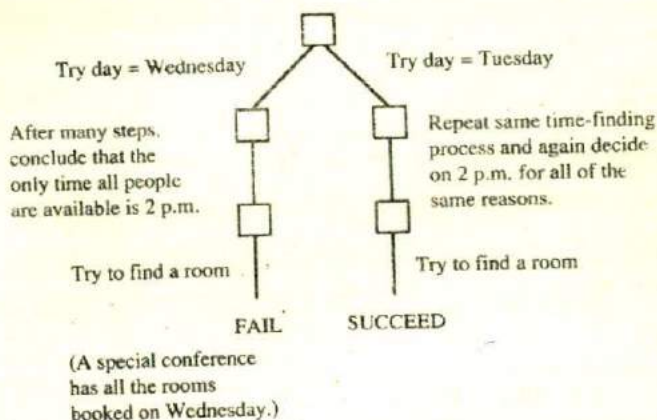 Try day = Wednesday
Try day = Tuesday
After many steps,
conclude that the
only time all people
are available is 2 p.m.
Repeat same time-finding
process and again decide
on 2 p.m. for all of the
same reasons.
Try to find a room
Try to find a room
FAIL
SUCCEED
(A special conference
has all the rooms
booked on Wednesday.)